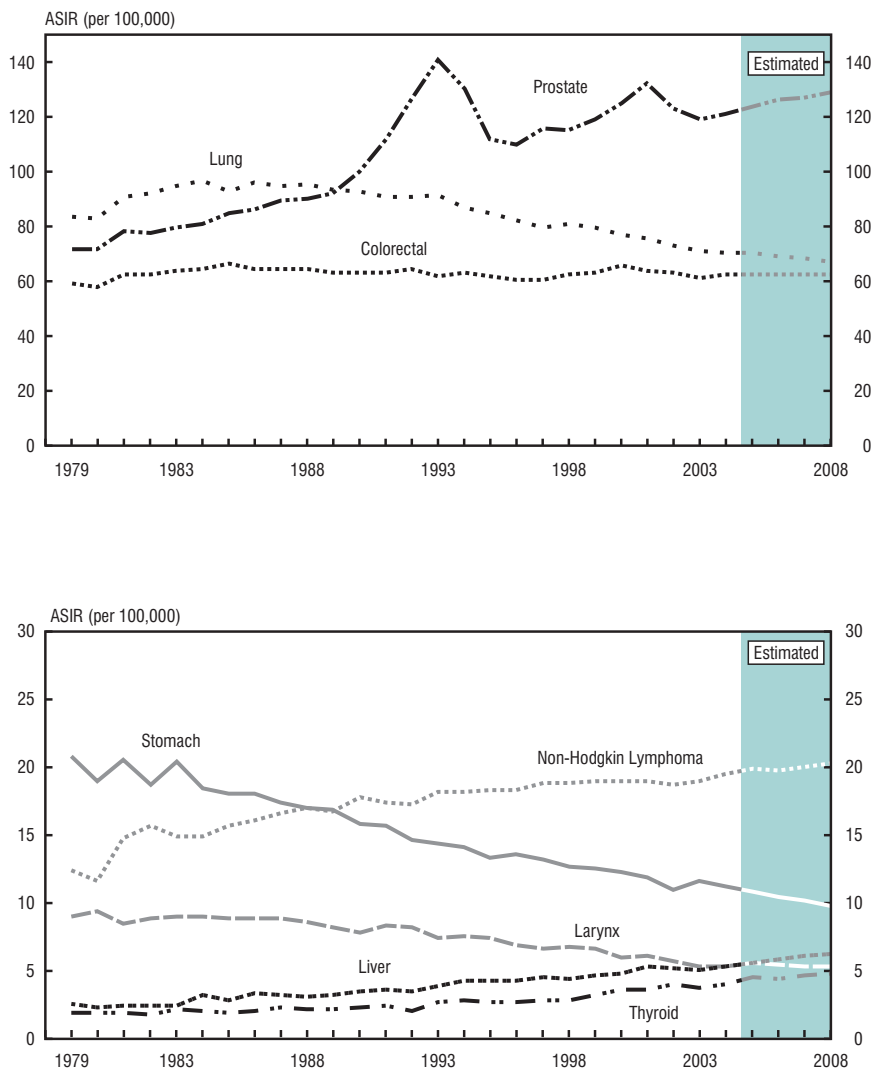 ASIR (per 100,000)
140 Estimated 140
Prostate
120 120
Lung
100 100
80 80
Colorectal
60 60
40 40
20 20
0 0
1979 1983 1988 1993 1998 2003 2008
ASIR (per 100,000)
30 30
Estimated
25 25
Stomach
Non-Hodgkin Lymphoma
20 20
15 15
10 10
Larynx
Liver
5 5
Thyroid
0 0
1979 1983 1988 1993 1998 2003 2008